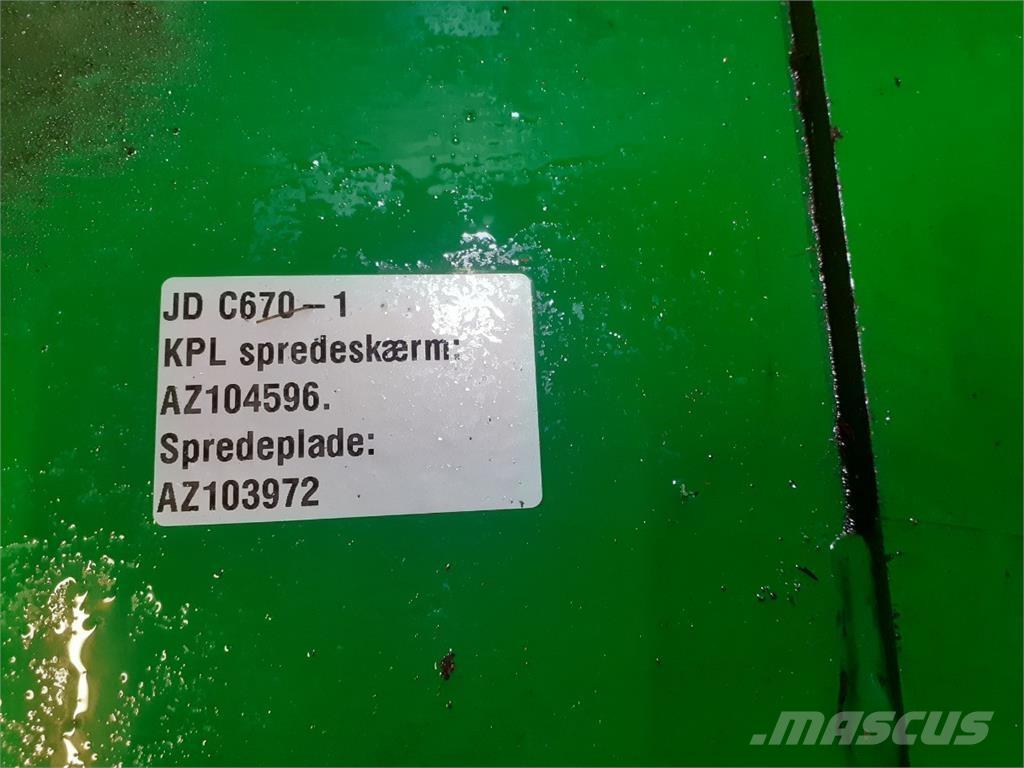 JD C670-1
KPL spredeskærm:
AZ104596.
Spredeplade:
AZ103972
MASCUS